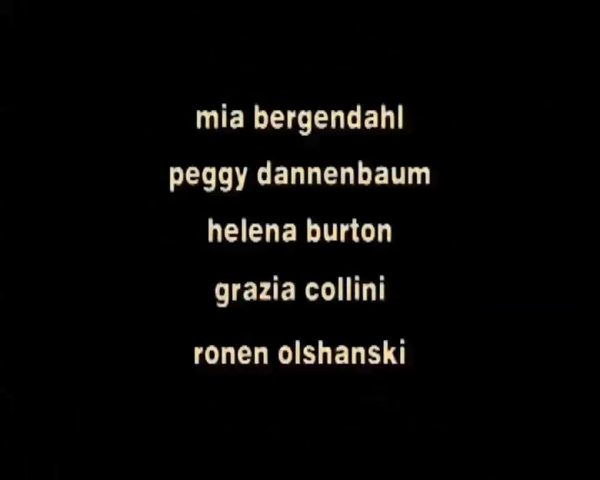 mia bergendahl
peggy dannenbaum
helena burton
grazia collini
ronen olshanski